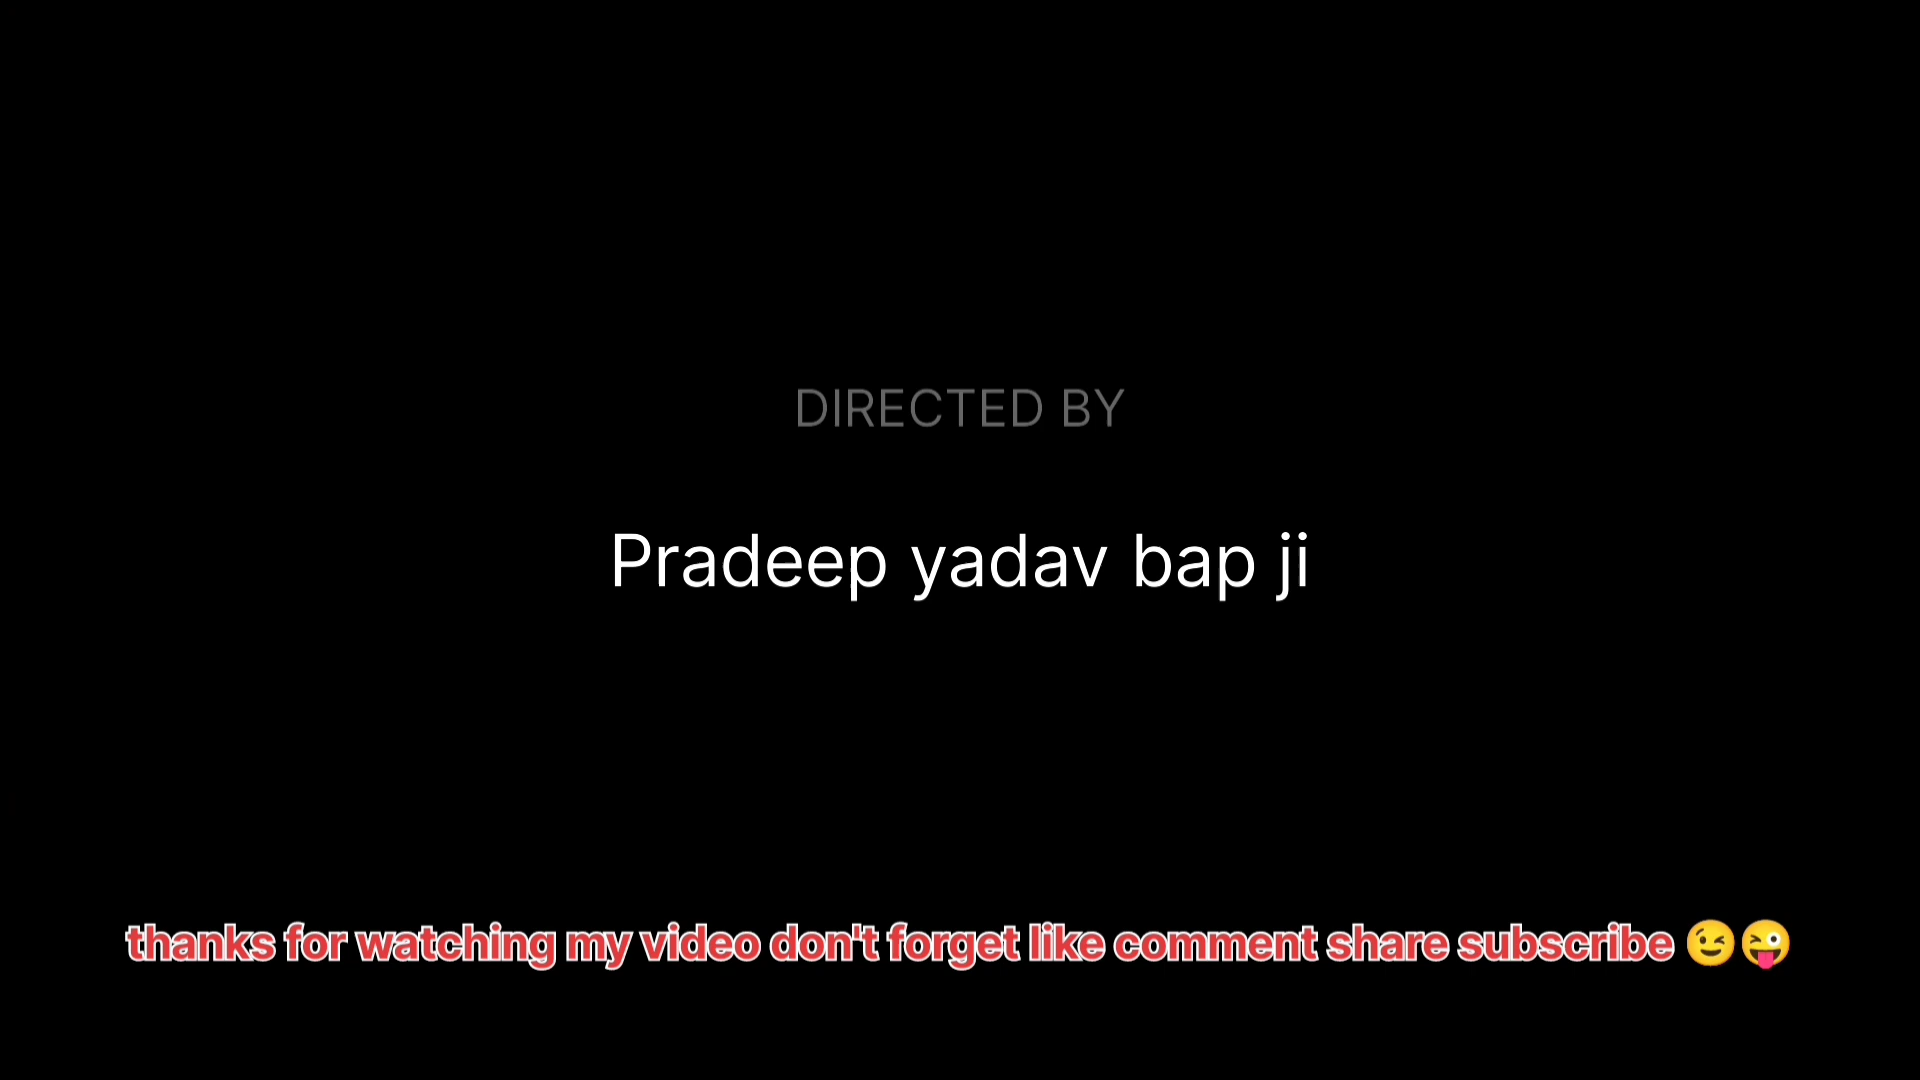 DIRECTED BY
Pradeep yadav bap ji
thanks for watching my video don't forget like comment share subscribe 😉😜